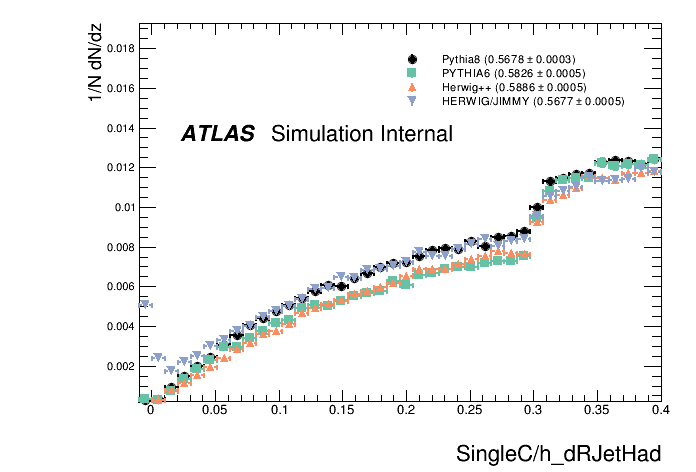 1/N dN/dz
0.018
0.016
0.014
0.012
0.01
0.008
0.006
0.004
0.002
Pythia8 (0.5678 ± 0.0003)
PYTHIA6 (0.5826 ± 0.0005)
Herwig++ (0.5886 ± 0.0005)
HERWIG/JIMMY (0.5677 ± 0.0005)
ATLAS Simulation Internal
0 0.05 0.1 0.15 0.2 0.25 0.3 0.35 0.4
SingleC/h_dRJetHad